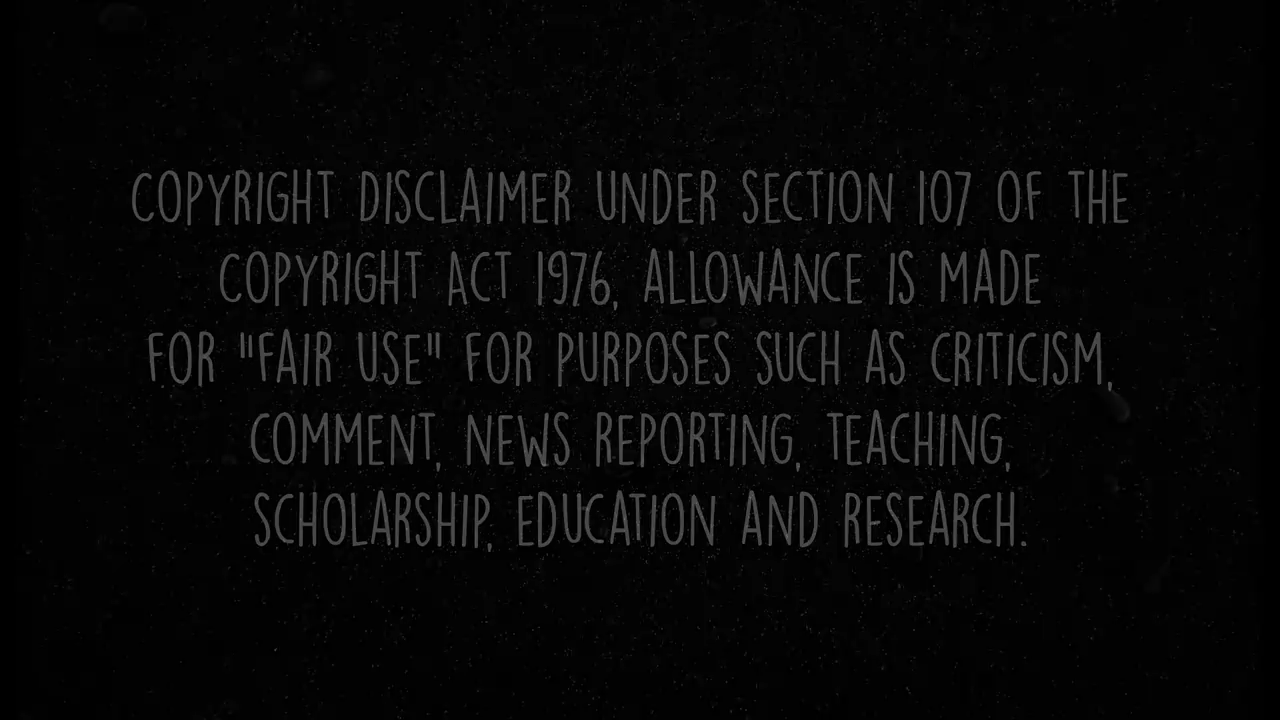 COPYRIGHT DISCLAIMER UNDER SECTION 107 OF THE
COPYRIGHT ACT 1976, ALLOWANCE IS MADE
FOR "FAIR USE" FOR PURPOSES SUCH AS CRITICISM,
COMMENT, NEWS REPORTING, TEACHING,
SCHOLARSHIP, EDUCATION AND RESEARCH.